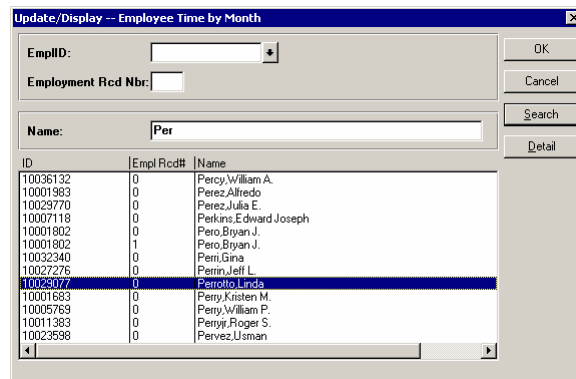 Update/Display -- Employee Time by Month
EmplID:
OK
Employment Rcd Nbr:
Cancel
Search
Name: Per
Detail
ID Empl Rcd# Name
10036132 0 Percy,William A.
10001983 0 Perez,Alfredo
10029770 0 Perez,Julia E.
10007118 0 Perkins,Edward Joseph
10001802 0 Pero,Bryan J.
10001802 1 Pero,Bryan J.
10032340 0 Perri,Gina
10027276 0 Perrin,Jeff L.
10029077 0 Perrotto,Linda
10001683 0 Perry,Kristen M.
10005769 0 Perry,William P.
10011383 0 Perryjr,Roger S.
10023598 0 Pervez,Usman